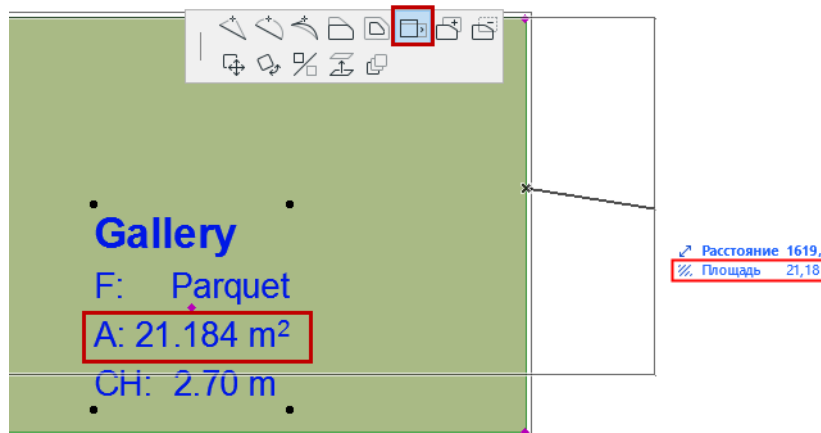 Gallery
F: Parquet
A: 21.184 m²
CH: 2.70 m
Расстояние 1619,
Площадь 21,18